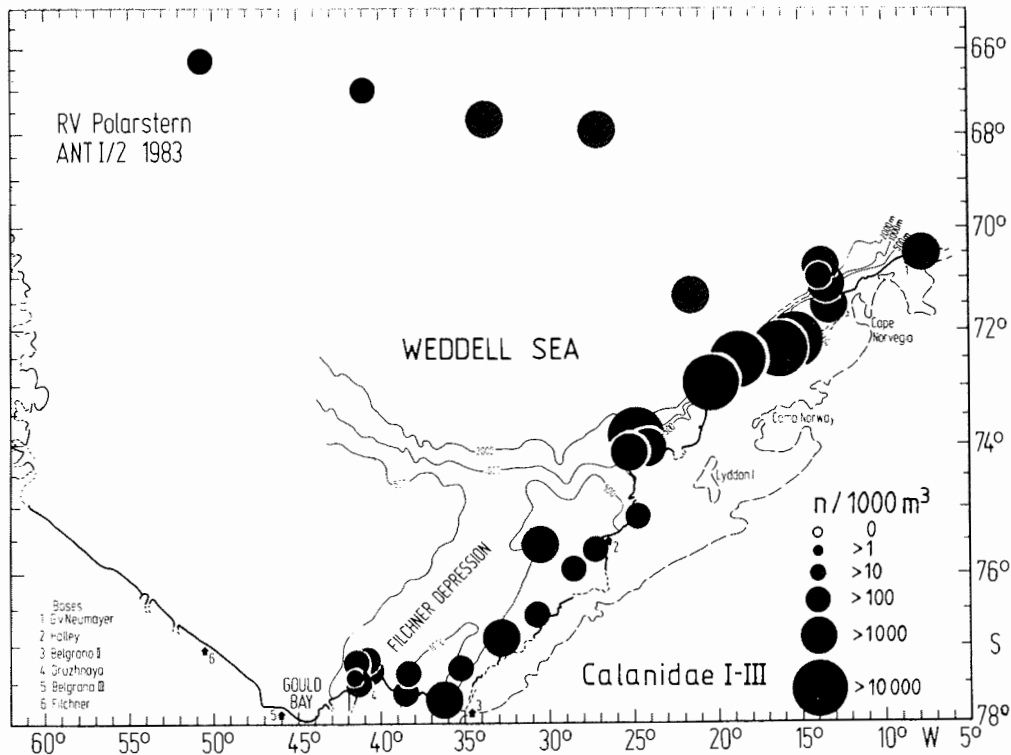 66°
RV Polarstern
ANT I/2 1983
68°
70°
Cape
Norvegia
72°
WEDDELL SEA
Camp Norway
74°
Lyddon I
n / 1000 m³
0
>1
>10
>100
>1000
>10 000
2
76°
FILCHNER DEPRESSION
Bases
1 G.v Neumayer
2 Halley
3 Belgrano II
4 Druzhnaya
5 Belgrano III
6 Filchner
6
S
Calanidae I-III
GOULD
BAY
4
5
3
78°
60° 55° 50° 45° 40° 35° 30° 25° 20° 15° 10° W 5°